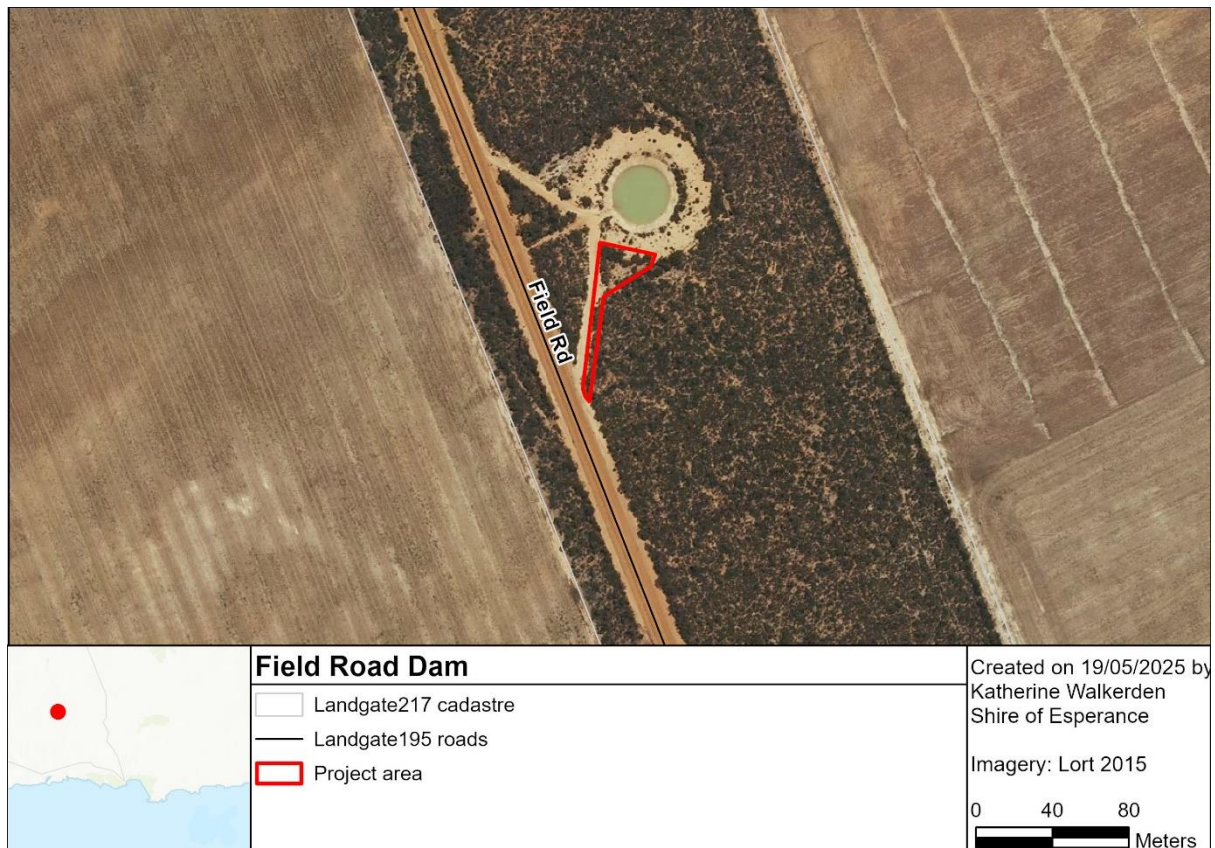 Field Rd
Field Road Dam
Landgate217 cadastre
Landgate195 roads
Project area
Created on 19/05/2025 by
Katherine Walkerden
Shire of Esperance
Imagery: Lort 2015
0 40 80
Meters